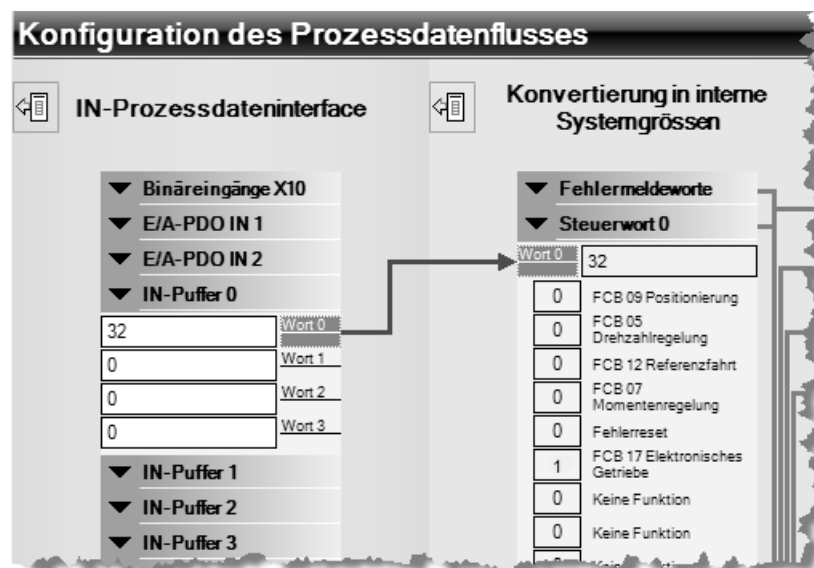 Konfiguration des Prozessdatenflusses
IN-Prozessdateninterface
Binäreingänge X10
E/A-PDO IN 1
E/A-PDO IN 2
IN-Puffer 0
32 Wort 0
0 Wort 1
0 Wort 2
0 Wort 3
IN-Puffer 1
IN-Puffer 2
IN-Puffer 3
Konvertierung in interne
Systemgrössen
Fehlermeldeworte
Steuerwort 0
Wort 0 32
0 FCB 09 Positionierung
0 FCB 05
Drehzahlregelung
0 FCB 12 Referenzfahrt
0 FCB 07
Momentenregelung
0 Fehlerreset
1 FCB 17 Elektronisches
Getriebe
0 Keine Funktion
0 Keine Funktion